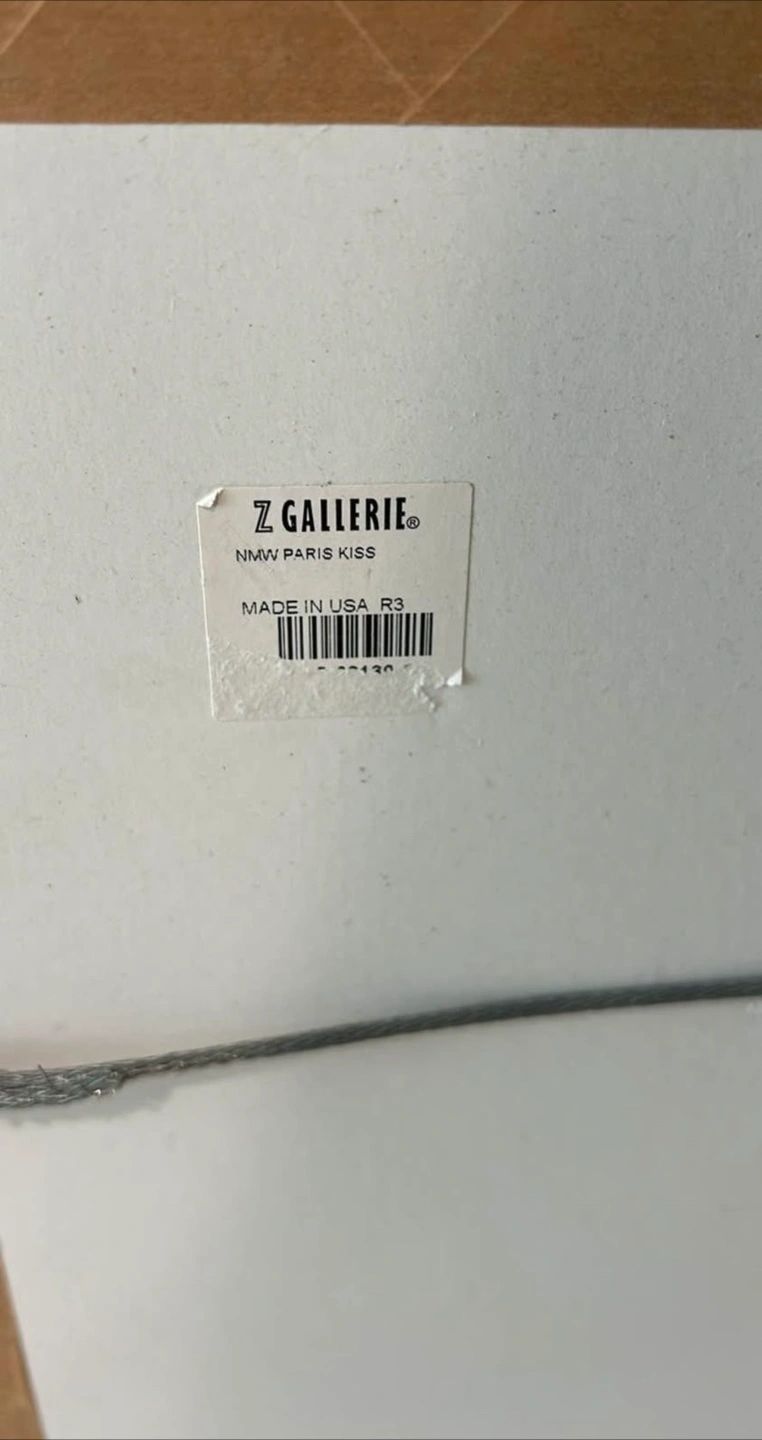 Z GALLERIE®
NMW PARIS KISS
MADE IN USA R3